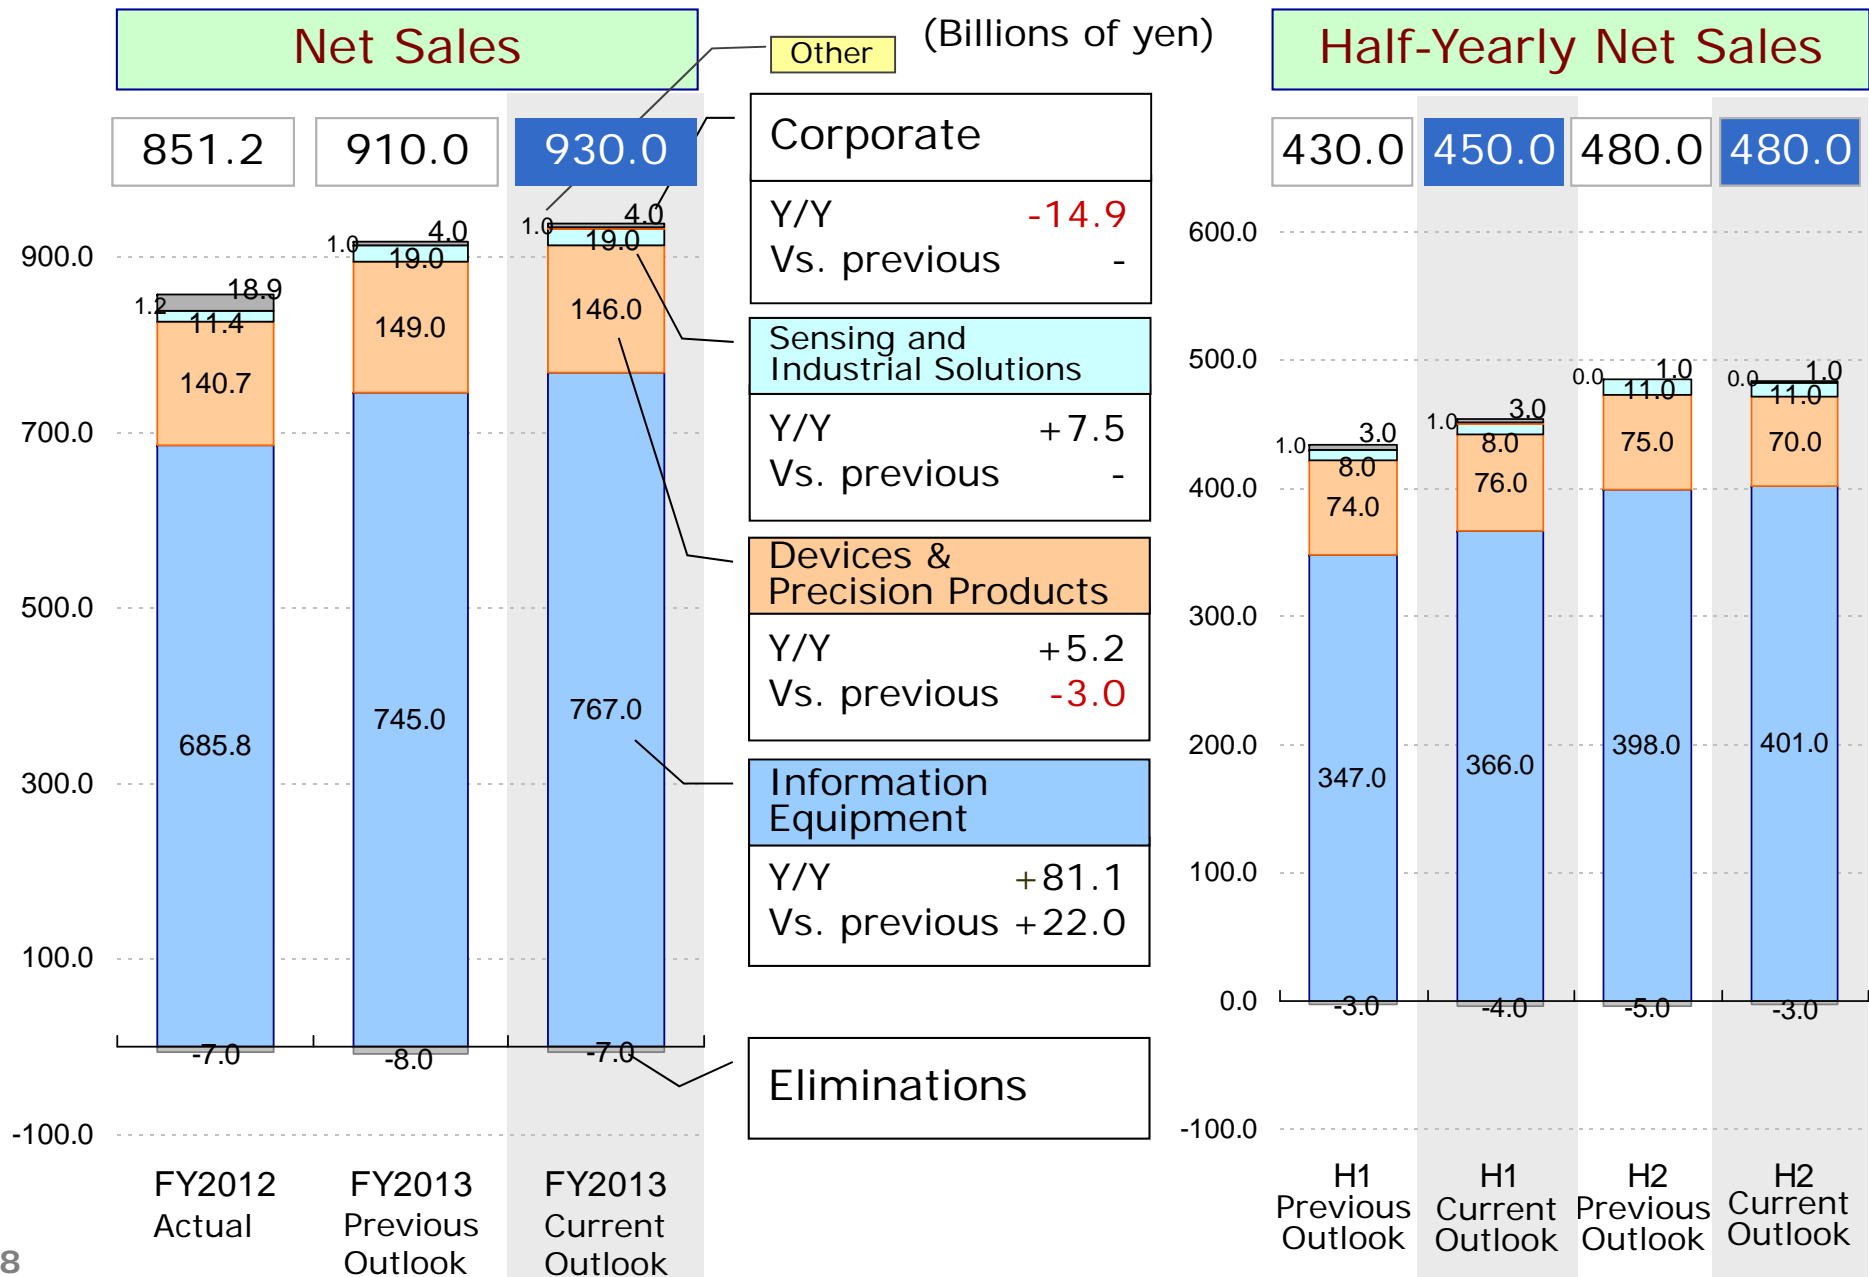 Net Sales
Other
(Billions of yen)
Half-Yearly Net Sales
851.2
910.0
930.0
430.0
450.0
480.0
480.0
900.0
700.0
500.0
300.0
100.0
-100.0
1.2
18.9
11.4
140.7
685.8
-7.0
1.0
4.0
19.0
149.0
745.0
-8.0
1.0
4.0
19.0
146.0
767.0
-7.0
FY2012
Actual
FY2013
Previous
Outlook
FY2013
Current
Outlook
Corporate
Y/Y -14.9
Vs. previous -
Sensing and
Industrial Solutions
Y/Y +7.5
Vs. previous -
Devices &
Precision Products
Y/Y +5.2
Vs. previous -3.0
Information
Equipment
Y/Y +81.1
Vs. previous +22.0
Eliminations
600.0
500.0
400.0
300.0
200.0
100.0
0.0
-100.0
1.0
3.0
8.0
74.0
347.0
-3.0
1.0
3.0
8.0
76.0
366.0
-4.0
0.0
1.0
11.0
75.0
398.0
-5.0
0.0
1.0
11.0
70.0
401.0
-3.0
H1
Previous
Outlook
H1
Current
Outlook
H2
Previous
Outlook
H2
Current
Outlook
8